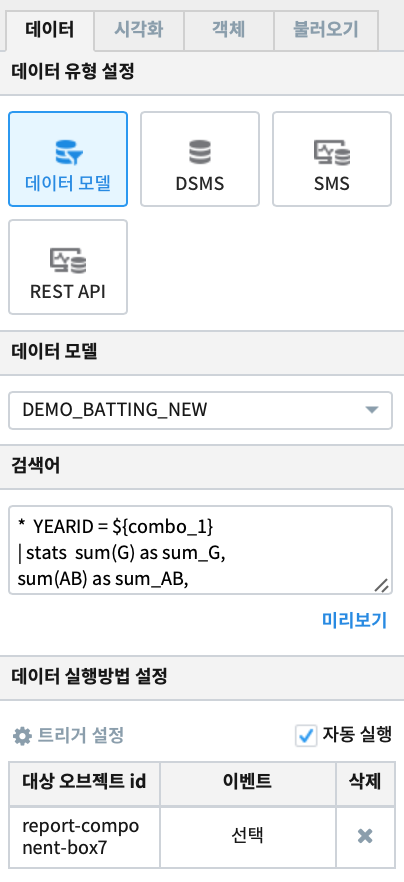 데이터 시각화 객체 불러오기
데이터 유형 설정
데이터 모델 DSMS SMS
REST API
데이터 모델
DEMO_BATTING_NEW
검색어
* YEARID = ${combo_1}
| stats sum(G) as sum_G,
sum(AB) as sum_AB,
미리보기
데이터 실행방법 설정
트리거 설정 자동 실행
대상 오브젝트 id 이벤트 삭제
report-compo
nent-box7
선택